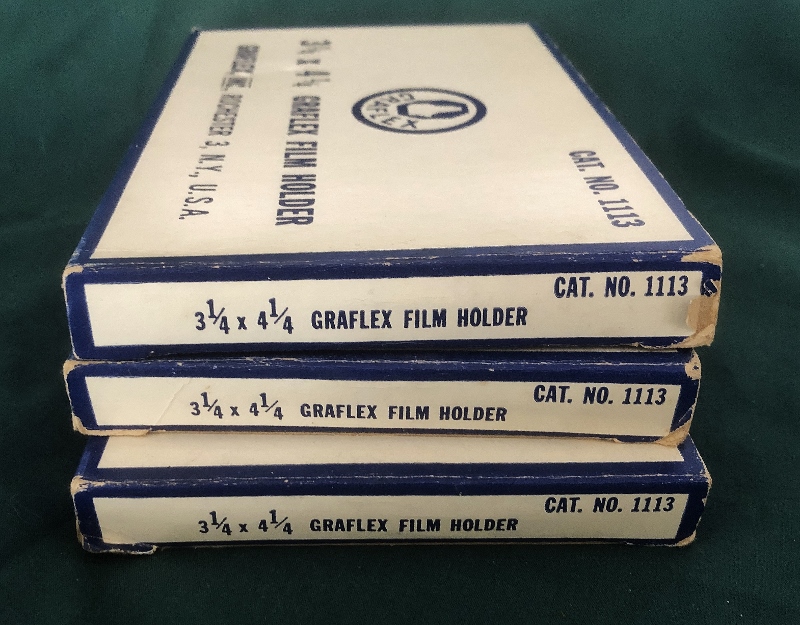 3¼ x 4¼ GRAFLEX FILM HOLDER
GRAFLEX, INC. ROCHESTER 3, N.Y., U.S.A.
GRAFLEX
CAT. NO. 1113
CAT. NO. 1113
3¼ x 4¼ GRAFLEX FILM HOLDER
CAT. NO. 1113
3¼ x 4¼ GRAFLEX FILM HOLDER
CAT. NO. 1113
3¼ x 4¼ GRAFLEX FILM HOLDER